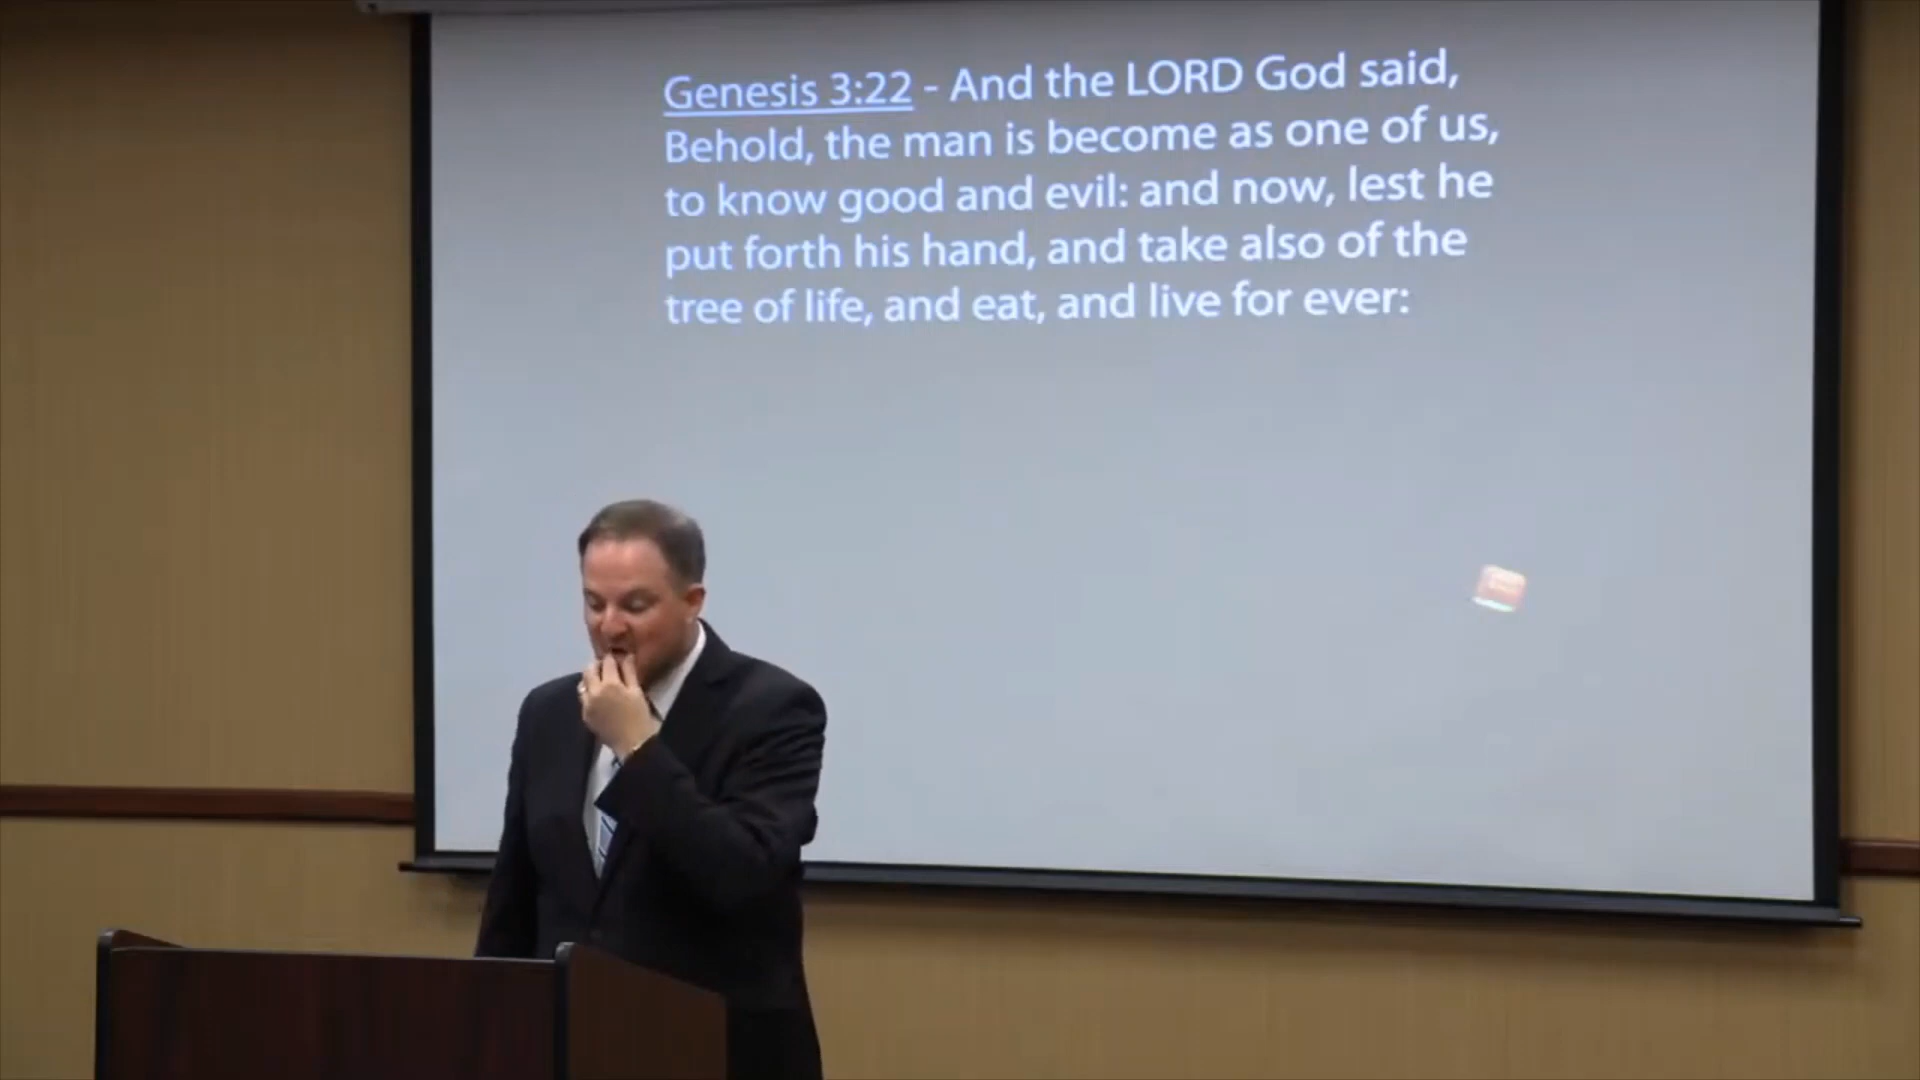 Genesis 3:22 - And the LORD God said,
Behold, the man is become as one of us,
to know good and evil: and now, lest he
put forth his hand, and take also of the
tree of life, and eat, and live for ever: